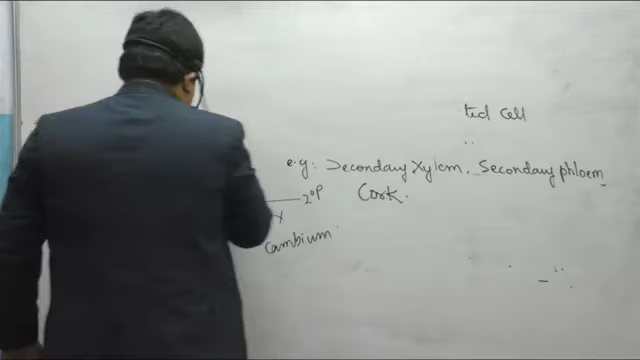 ted cell
e.g: Secondary Xylem, Secondary phloem
2°P Cork.
X
Cambium